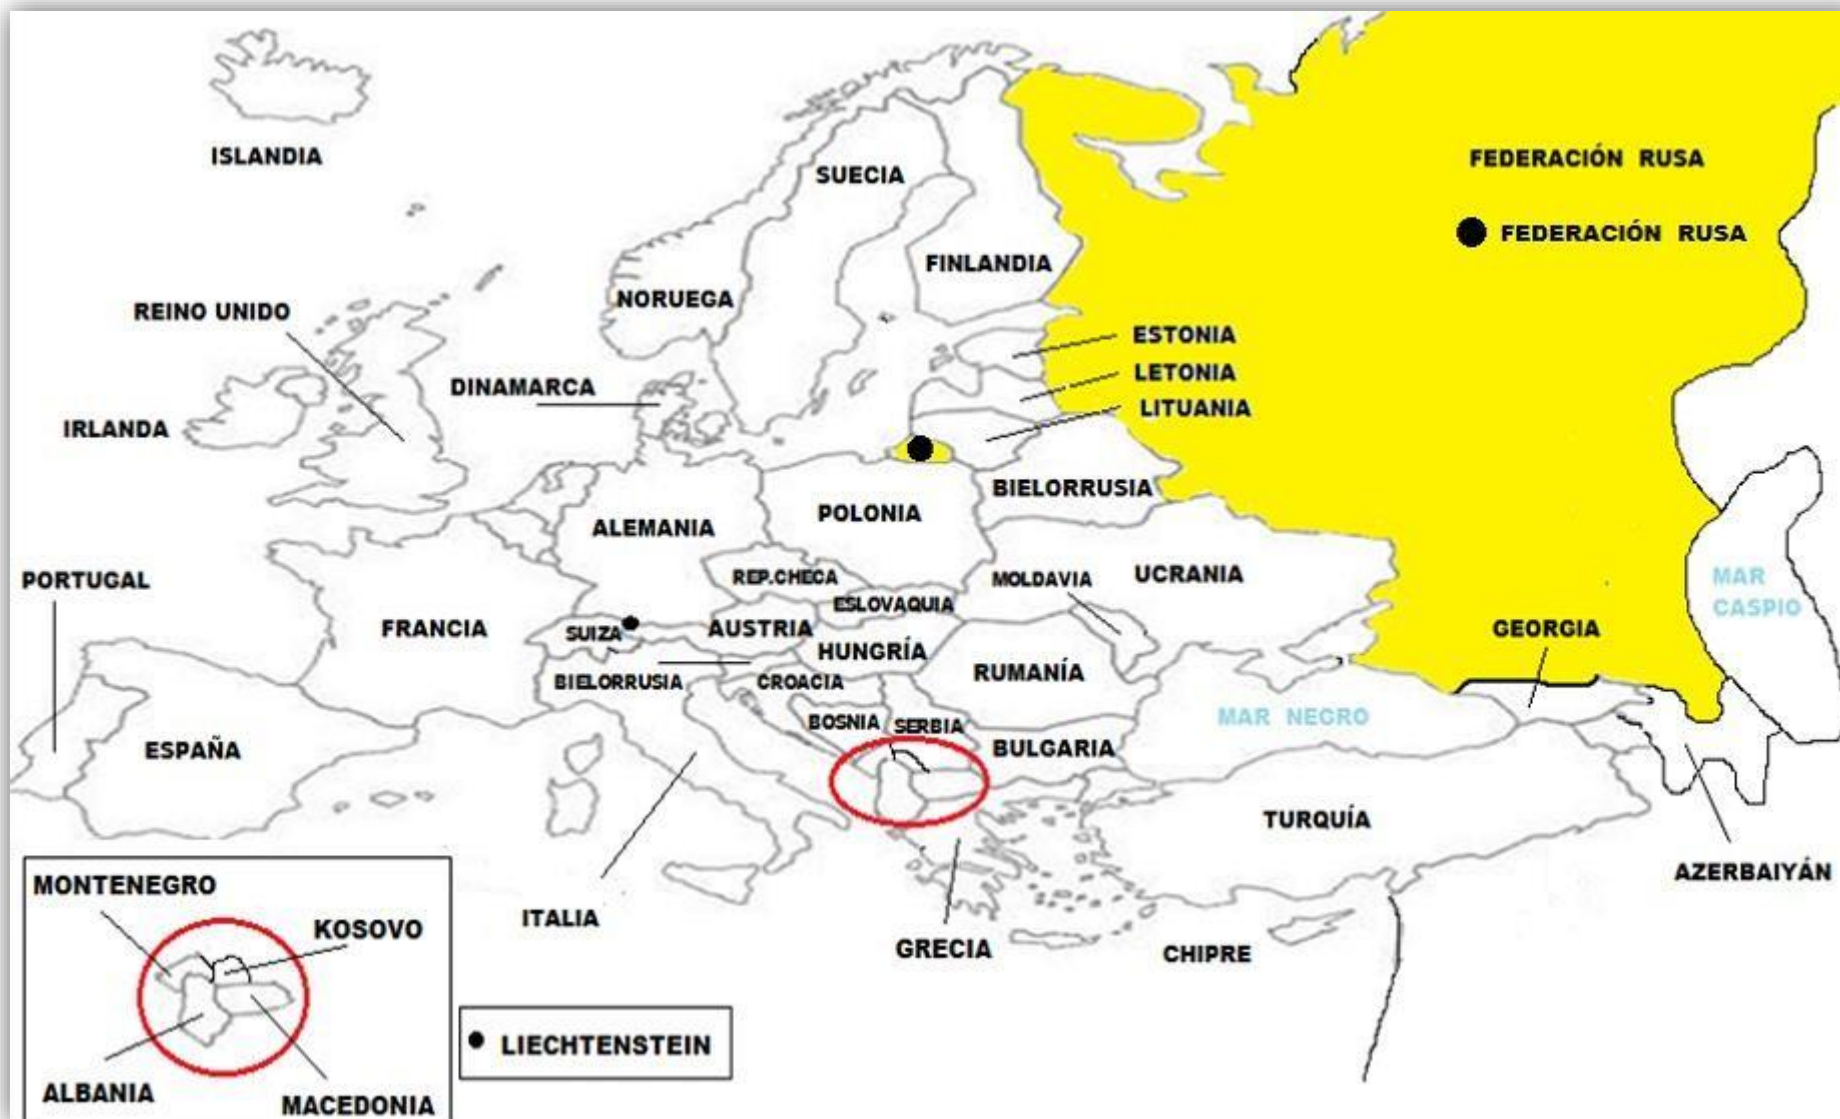 ISLANDIA
SUECIA
FEDERACIÓN RUSA
FEDERACIÓN RUSA
FINLANDIA
NORUEGA
REINO UNIDO
ESTONIA
LETONIA
DINAMARCA
LITUANIA
IRLANDA
BIELORRUSIA
POLONIA
ALEMANIA
PORTUGAL
REP.CHECA
MOLDAVIA
UCRANIA
MAR
CASPIO
ESLOVAQUIA
FRANCIA
SUIZA
AUSTRIA
GEORGIA
HUNGRÍA
RUMANÍA
BIELORRUSIA
CROACIA
MAR NEGRO
BOSNIA
SERBIA
ESPAÑA
BULGARIA
TURQUÍA
AZERBAIYÁN
MONTENEGRO
ITALIA
KOSOVO
GRECIA
CHIPRE
LIECHTENSTEIN
ALBANIA
MACEDONIA